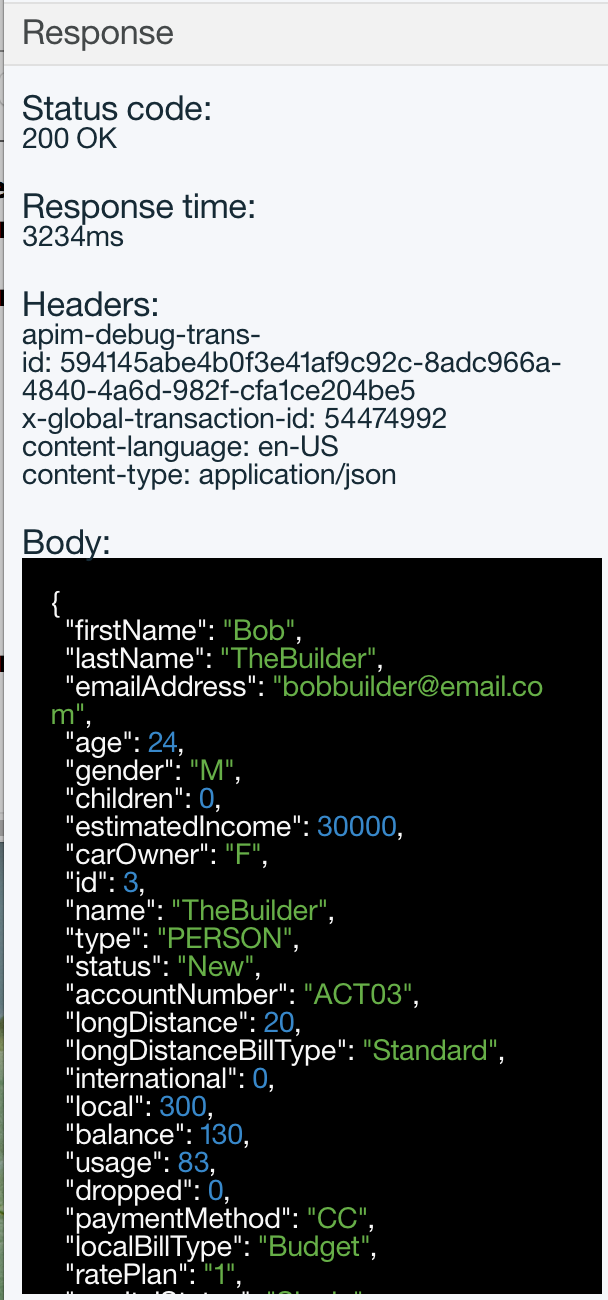 Response
Status code:
200 OK
Response time:
3234ms
Headers:
apim-debug-trans-
id: 594145abe4b0f3e41af9c92c-8adc966a-
4840-4a6d-982f-cfa1ce204be5
x-global-transaction-id: 54474992
content-language: en-US
content-type: application/json
Body:
{
"firstName": "Bob",
"lastName": "TheBuilder",
"emailAddress": "bobbuilder@email.co
m",
"age": 24,
"gender": "M",
"children": 0,
"estimatedIncome": 30000,
"carOwner": "F",
"id": 3,
"name": "TheBuilder",
"type": "PERSON",
"status": "New",
"accountNumber": "ACT03",
"longDistance": 20,
"longDistanceBillType": "Standard",
"international": 0,
"local": 300,
"balance": 130,
"usage": 83,
"dropped": 0,
"paymentMethod": "CC",
"localBillType": "Budget",
"ratePlan": "1",